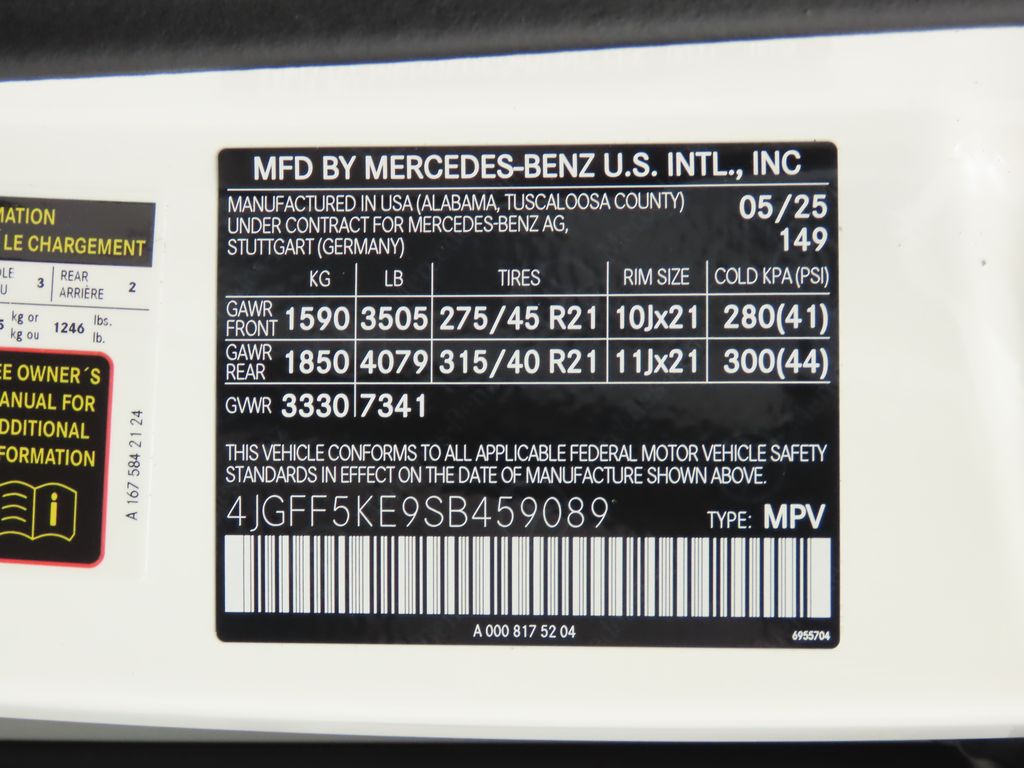 MFD BY MERCEDES-BENZ U.S. INTL., INC
MANUFACTURED IN USA (ALABAMA, TUSCALOOSA COUNTY)
UNDER CONTRACT FOR MERCEDES-BENZ AG,
STUTTGART (GERMANY)
05/25
149
KG LB TIRES RIM SIZE COLD KPA (PSI)
GAWR FRONT 1590 3505 275/45 R21 10Jx21 280(41)
GAWR REAR 1850 4079 315/40 R21 11Jx21 300(44)
GVWR 3330 7341
THIS VEHICLE CONFORMS TO ALL APPLICABLE FEDERAL MOTOR VEHICLE SAFETY
STANDARDS IN EFFECT ON THE DATE OF MANUFACTURE SHOWN ABOVE.
4JGFF5KE9SB459089 TYPE: MPV
A 000 817 52 04
6955704
MATION
LE CHARGEMENT
3 REAR ARRIÈRE 2
kg or kg ou 1246 lbs. lb.
OWNER´S
ANUAL FOR
DDITIONAL
FORMATION
i
A 167 584 21 24